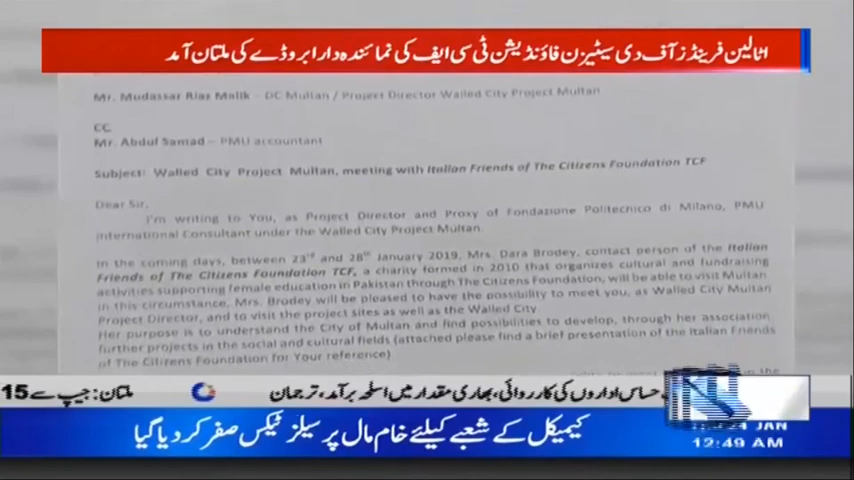 اٹالین فرینڈز آف دی سیٹیزن فاؤنڈیشن ٹی سی ایف کی نمائندہ دارا بروڈے کی ملتان آمد
Mr. Mudassar Riaz Malik – DC Multan / Project Director Walled City Project Multan
CC
Mr. Abdul Samad – PMU accountant
Subject: Walled City Project Multan, meeting with Italian Friends of The Citizens Foundation TCF
Dear Sir,
I'm writing to You, as Project Director and Proxy of Fondazione Politecnico di Milano, PMU
International Consultant under the Walled City Project Multan.
In the coming days, between 23rd and 28th January 2019, Mrs. Dara Brodey, contact person of the Italian
Friends of The Citizens Foundation TCF, a charity formed in 2010 that organizes cultural and fundraising
activities supporting female education in Pakistan through The Citizens Foundation, will be able to visit Multan
In this circumstance, Mrs. Brodey will be pleased to have the possibility to meet you, as Walled City Multan
Project Director, and to visit the project sites as well as the Walled City
Her purpose is to understand the City of Multan and find possibilities to develop, through her association
further projects in the social and cultural fields (attached please find a brief presentation of the Italian Friends
of The Citizens Foundation for Your reference)
حساس اداروں کی کارروائی، بھاری مقدار میں اسلحہ برآمد، ترجمان
ملتان: جیپ سے 15
کیمیکل کے شعبے کیلئے خام مال پر سیلز ٹیکس صفر کر دیا گیا
JAN
12:49 AM